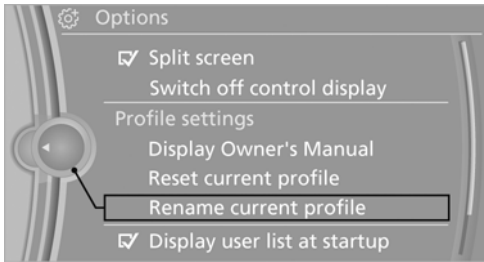 Options
Split screen
Switch off control display
Profile settings
Display Owner's Manual
Reset current profile
Rename current profile
Display user list at startup